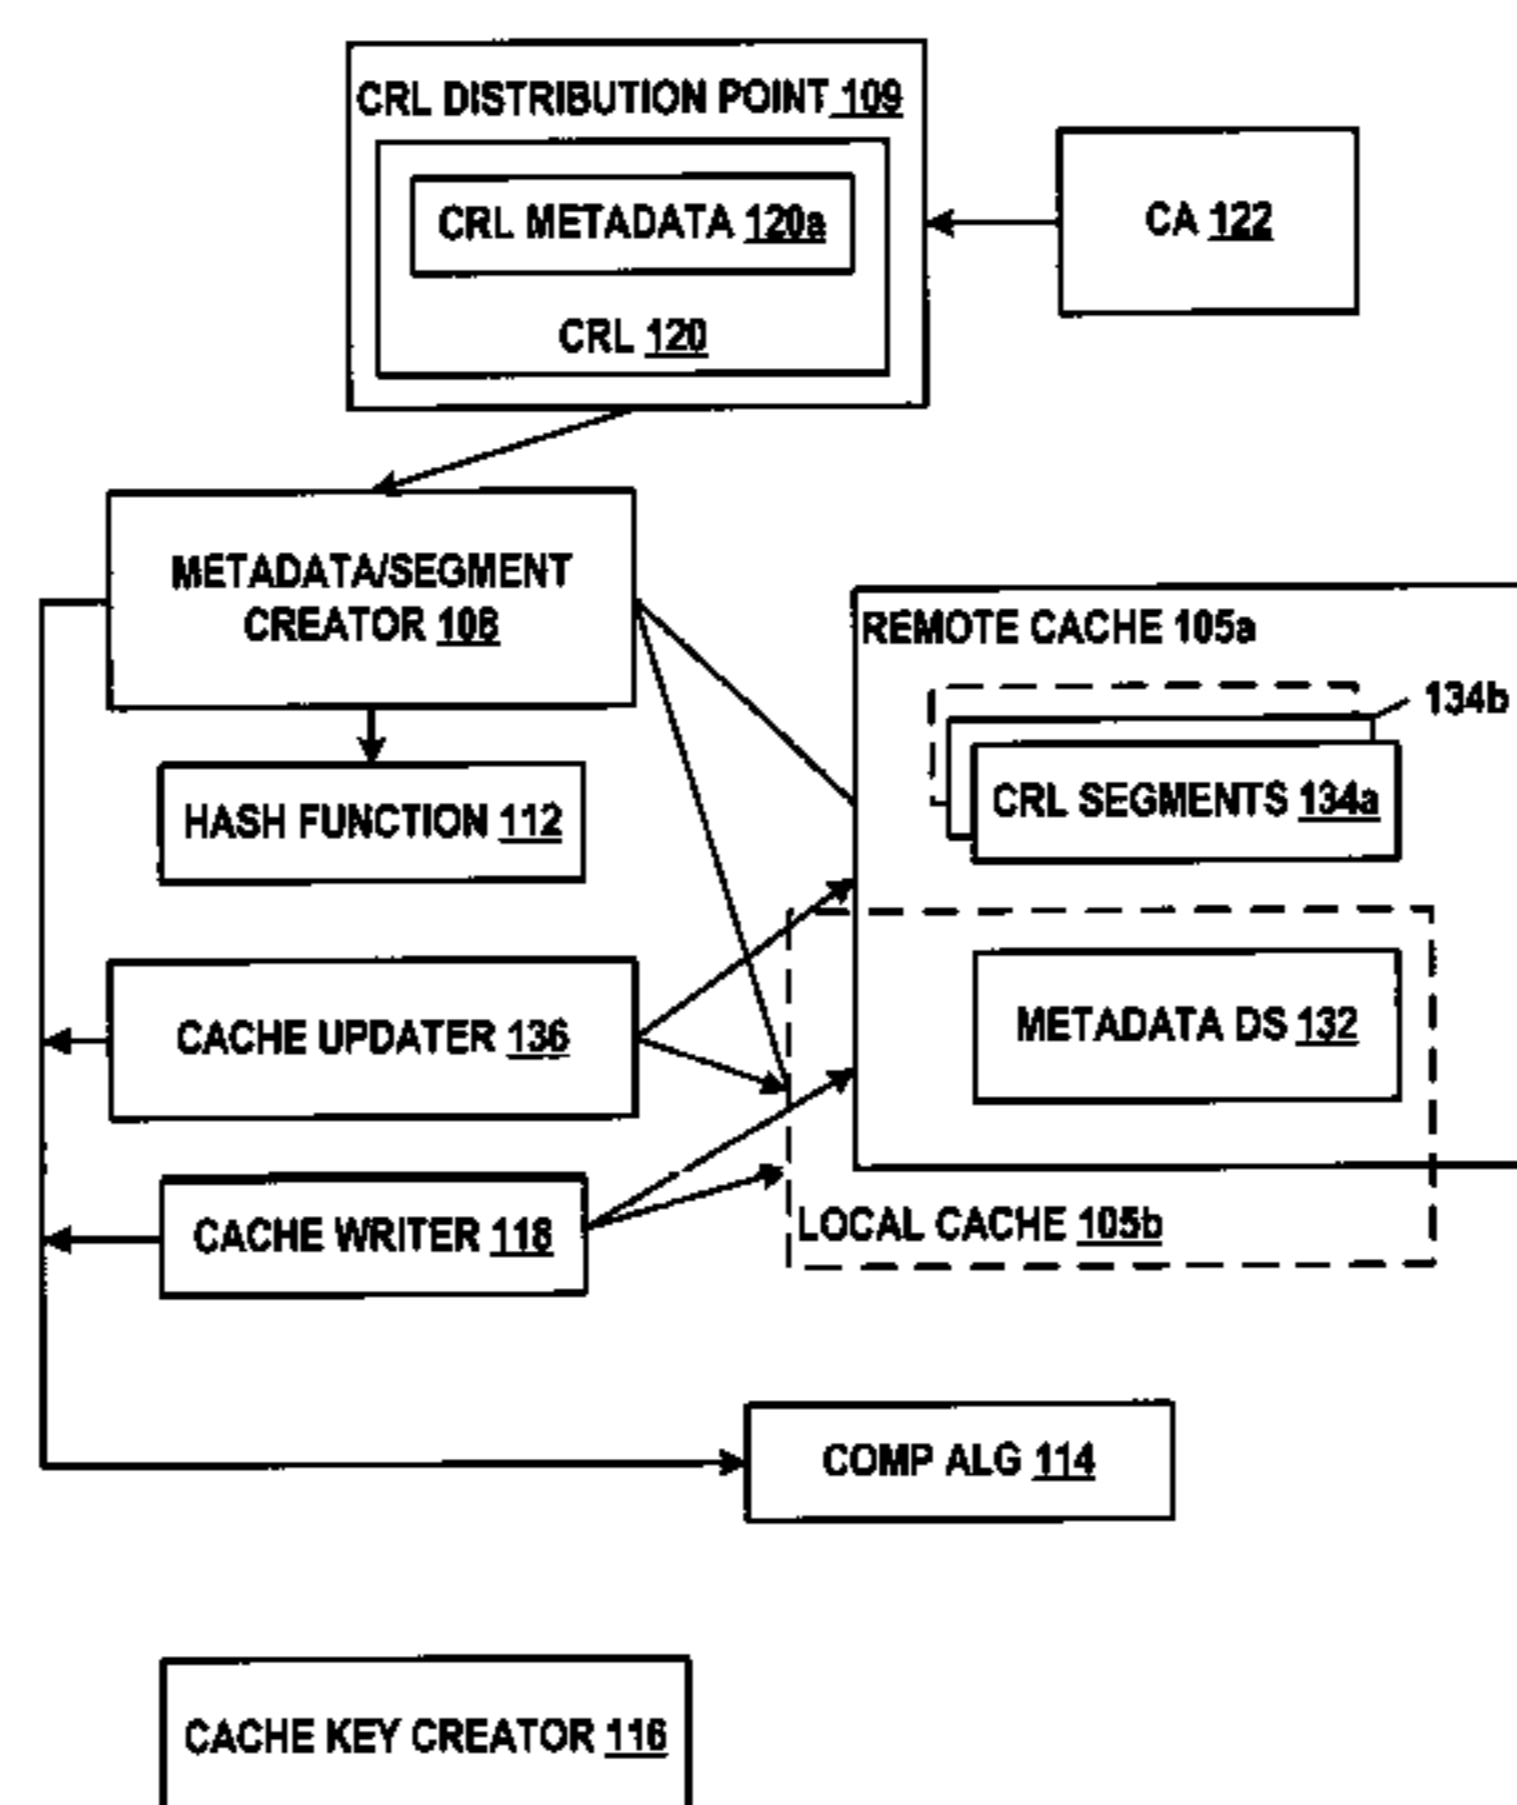 CRL DISTRIBUTION POINT 109
CRL METADATA 120a
CRL 120
CA 122
METADATA/SEGMENT
CREATOR 108
HASH FUNCTION 112
REMOTE CACHE 105a
134b
CRL SEGMENTS 134a
METADATA DS 132
CACHE UPDATER 136
CACHE WRITER 118
LOCAL CACHE 105b
COMP ALG 114
CACHE KEY CREATOR 116